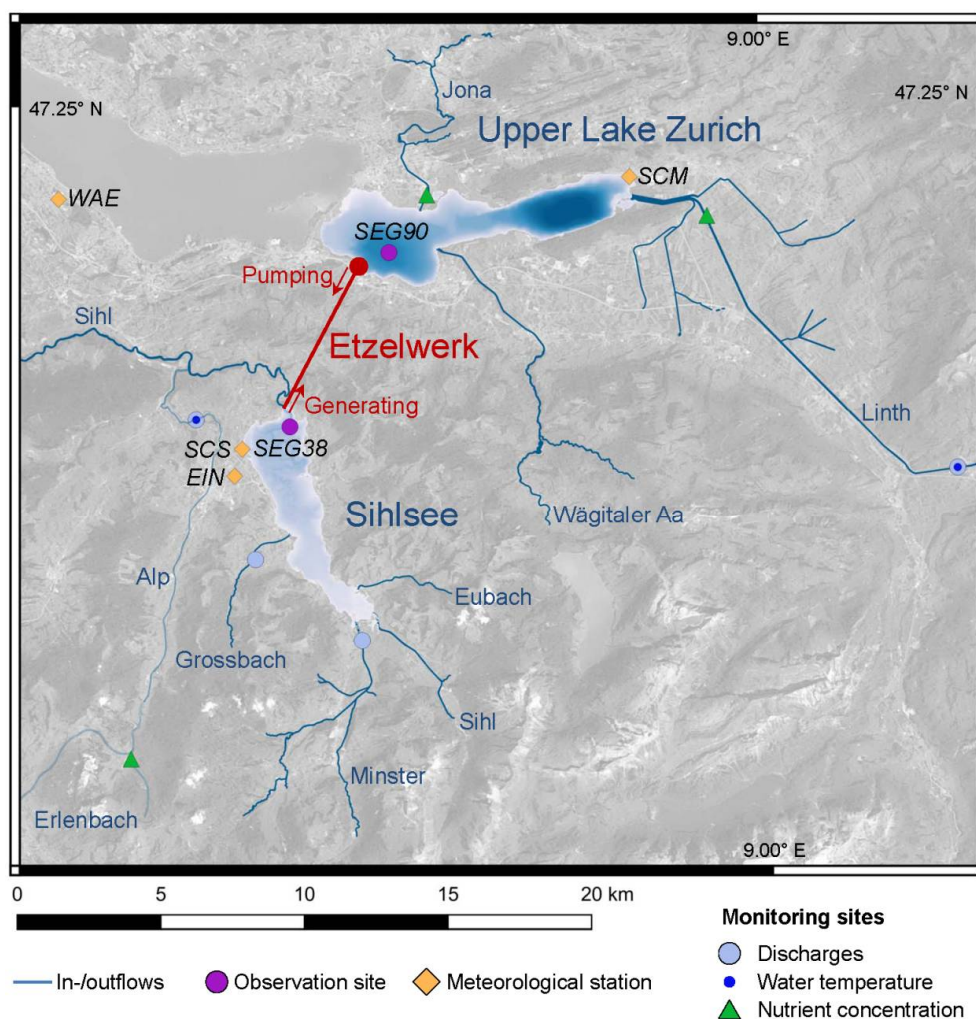 9.00° E
47.25° N
47.25° N
Jona
Upper Lake Zurich
SCM
WAE
SEG90
Pumping
Sihl
Etzelwerk
Generating
Linth
SCS
SEG38
EIN
Sihlsee
Wägitaler Aa
Alp
Eubach
Grossbach
Sihl
Minster
Erlenbach
9.00° E
0 5 10 15 20 km
Monitoring sites
Discharges
In-/outflows Observation site Meteorological station Water temperature
Nutrient concentration